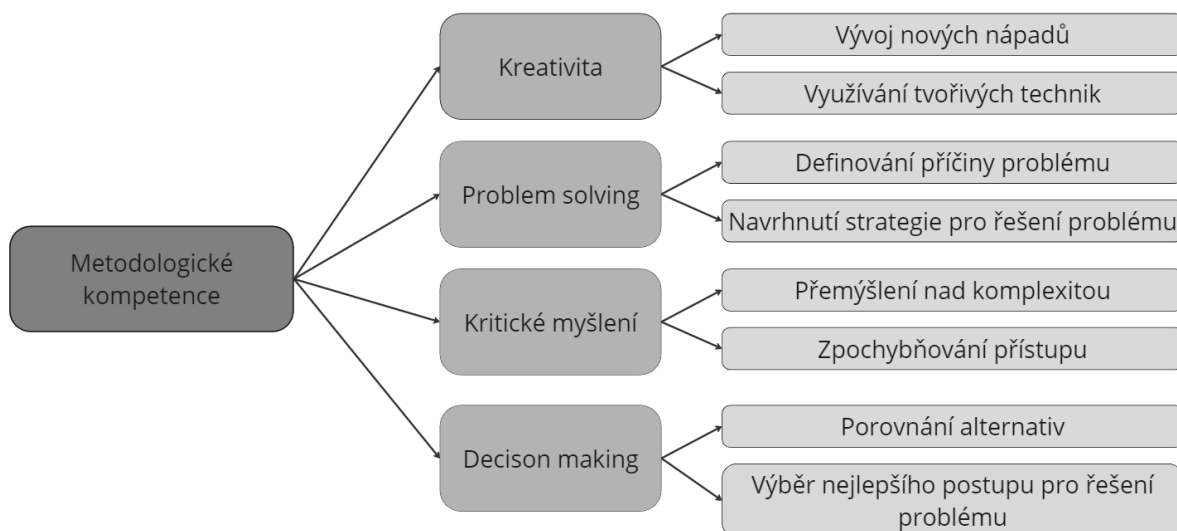 Metodologické
kompetence
Kreativita
Vývoj nových nápadů
Využívání tvořivých technik
Problem solving
Definování příčiny problému
Navrhnutí strategie pro řešení problému
Kritické myšlení
Přemýšlení nad komplexitou
Zpochybňování přístupu
Decison making
Porovnání alternativ
Výběr nejlepšího postupu pro řešení
problému